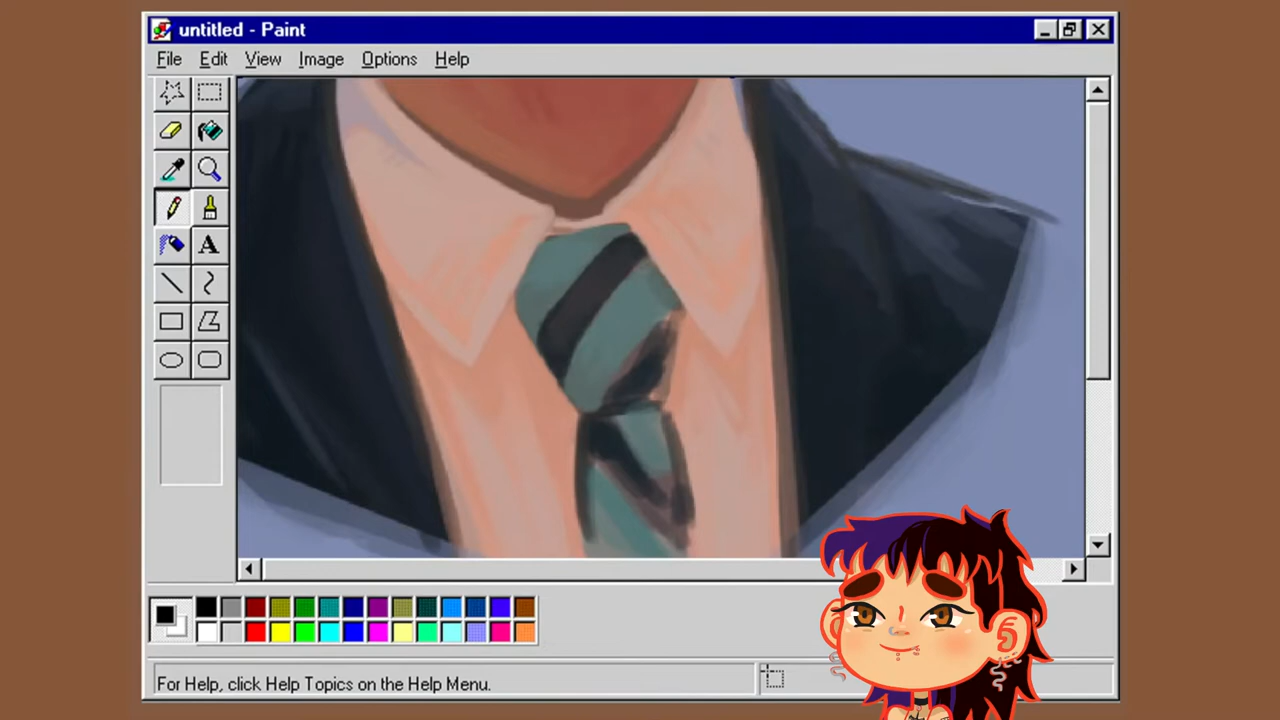 untitled - Paint
File Edit View Image Options Help
A
For Help, click Help Topics on the Help Menu.